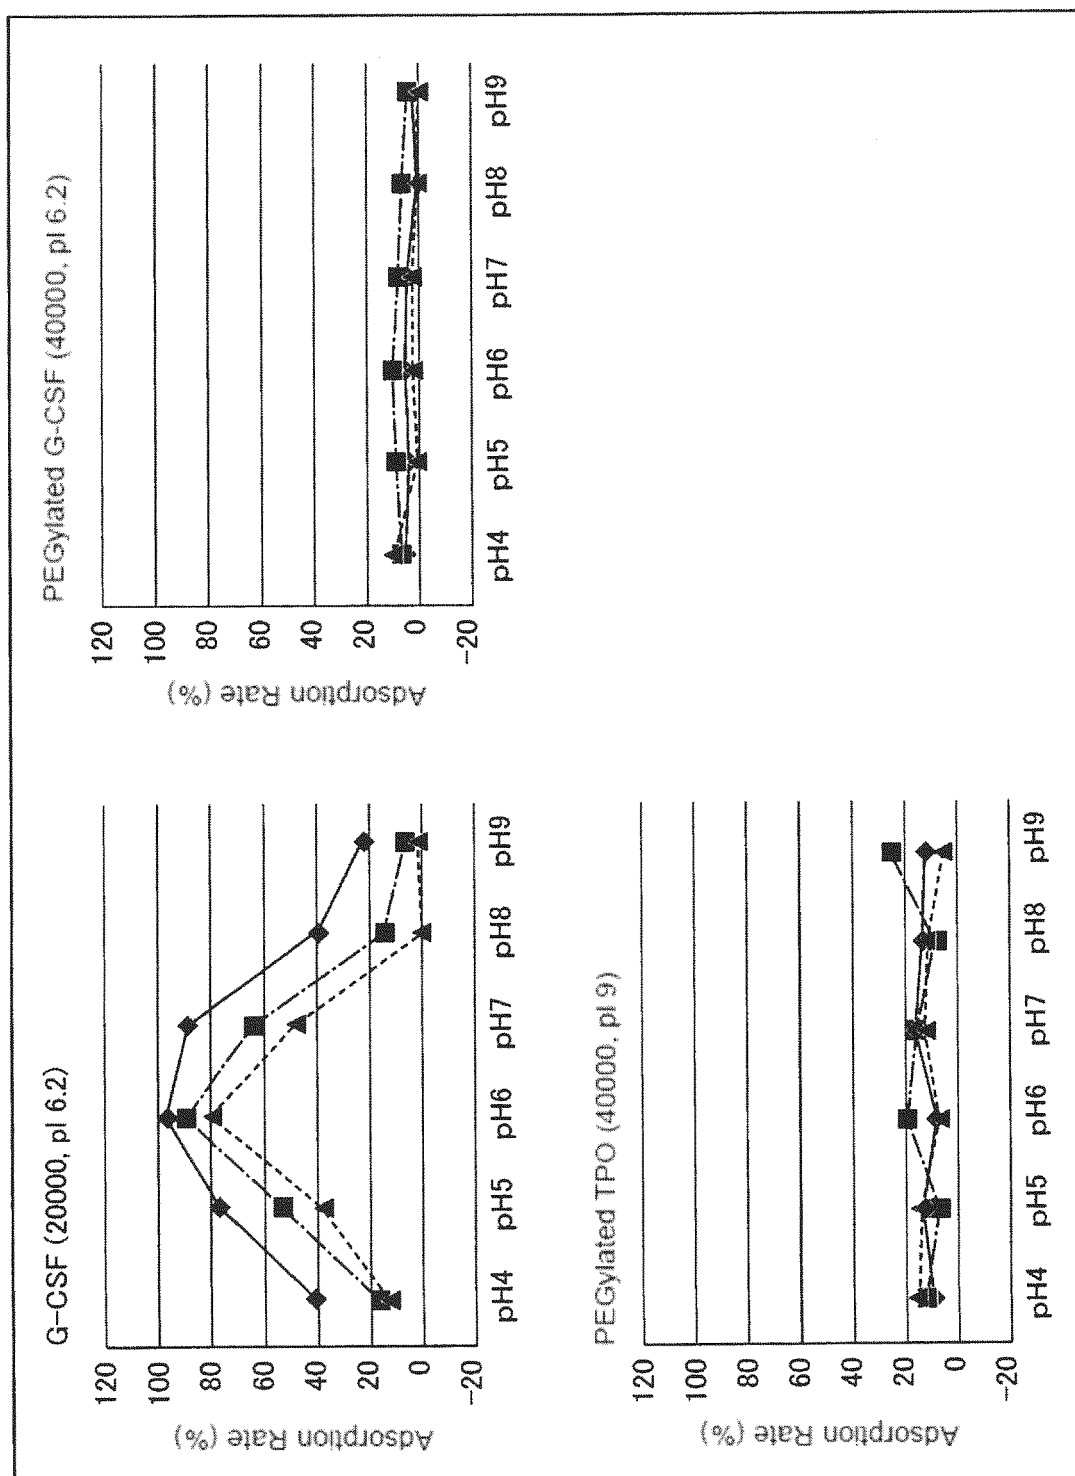 G-CSF (20000, pI 6.2)
Adsorption Rate (%)
120
100
80
60
40
20
0
-20
pH4 pH5 pH6 pH7 pH8 pH9
PEGylated G-CSF (40000, pI 6.2)
Adsorption Rate (%)
120
100
80
60
40
20
0
-20
pH4 pH5 pH6 pH7 pH8 pH9
PEGylated TPO (40000, pI 9)
Adsorption Rate (%)
120
100
80
60
40
20
0
-20
pH4 pH5 pH6 pH7 pH8 pH9